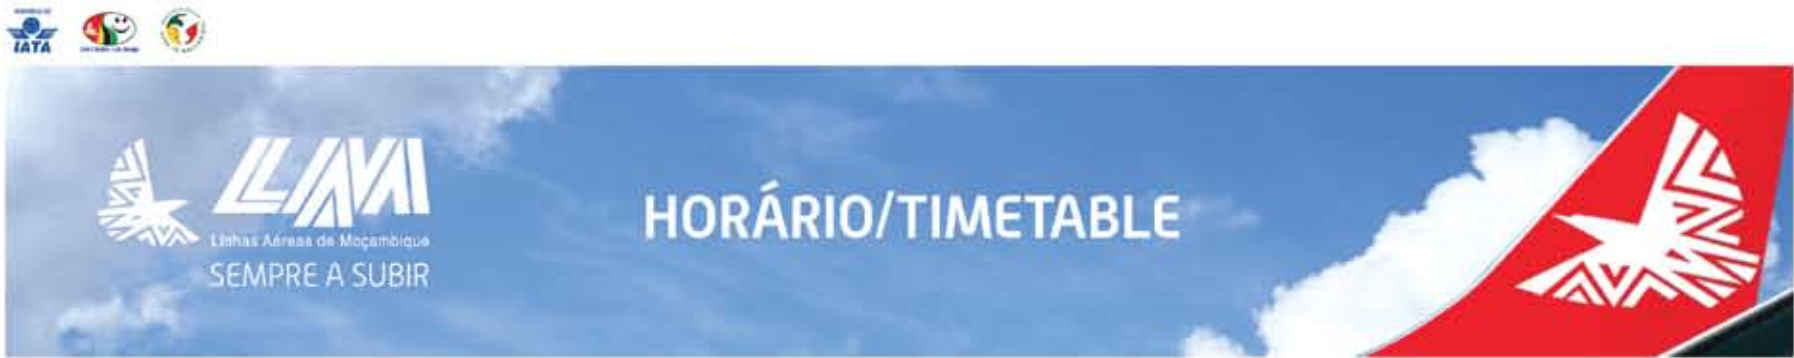 IATA
LAM
Linhas Aéreas de Moçambique
SEMPRE A SUBIR
HORÁRIO/TIMETABLE